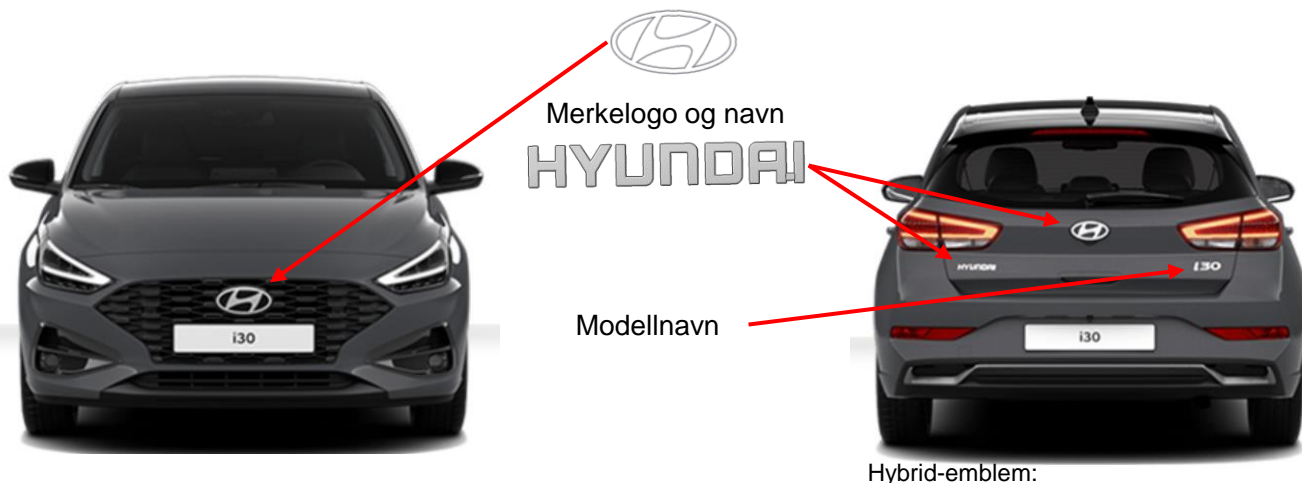 Merkelogo og navn
HYUNDAI
HYUNDAI
i30
i30
Modellnavn
i30
Hybrid-emblem: